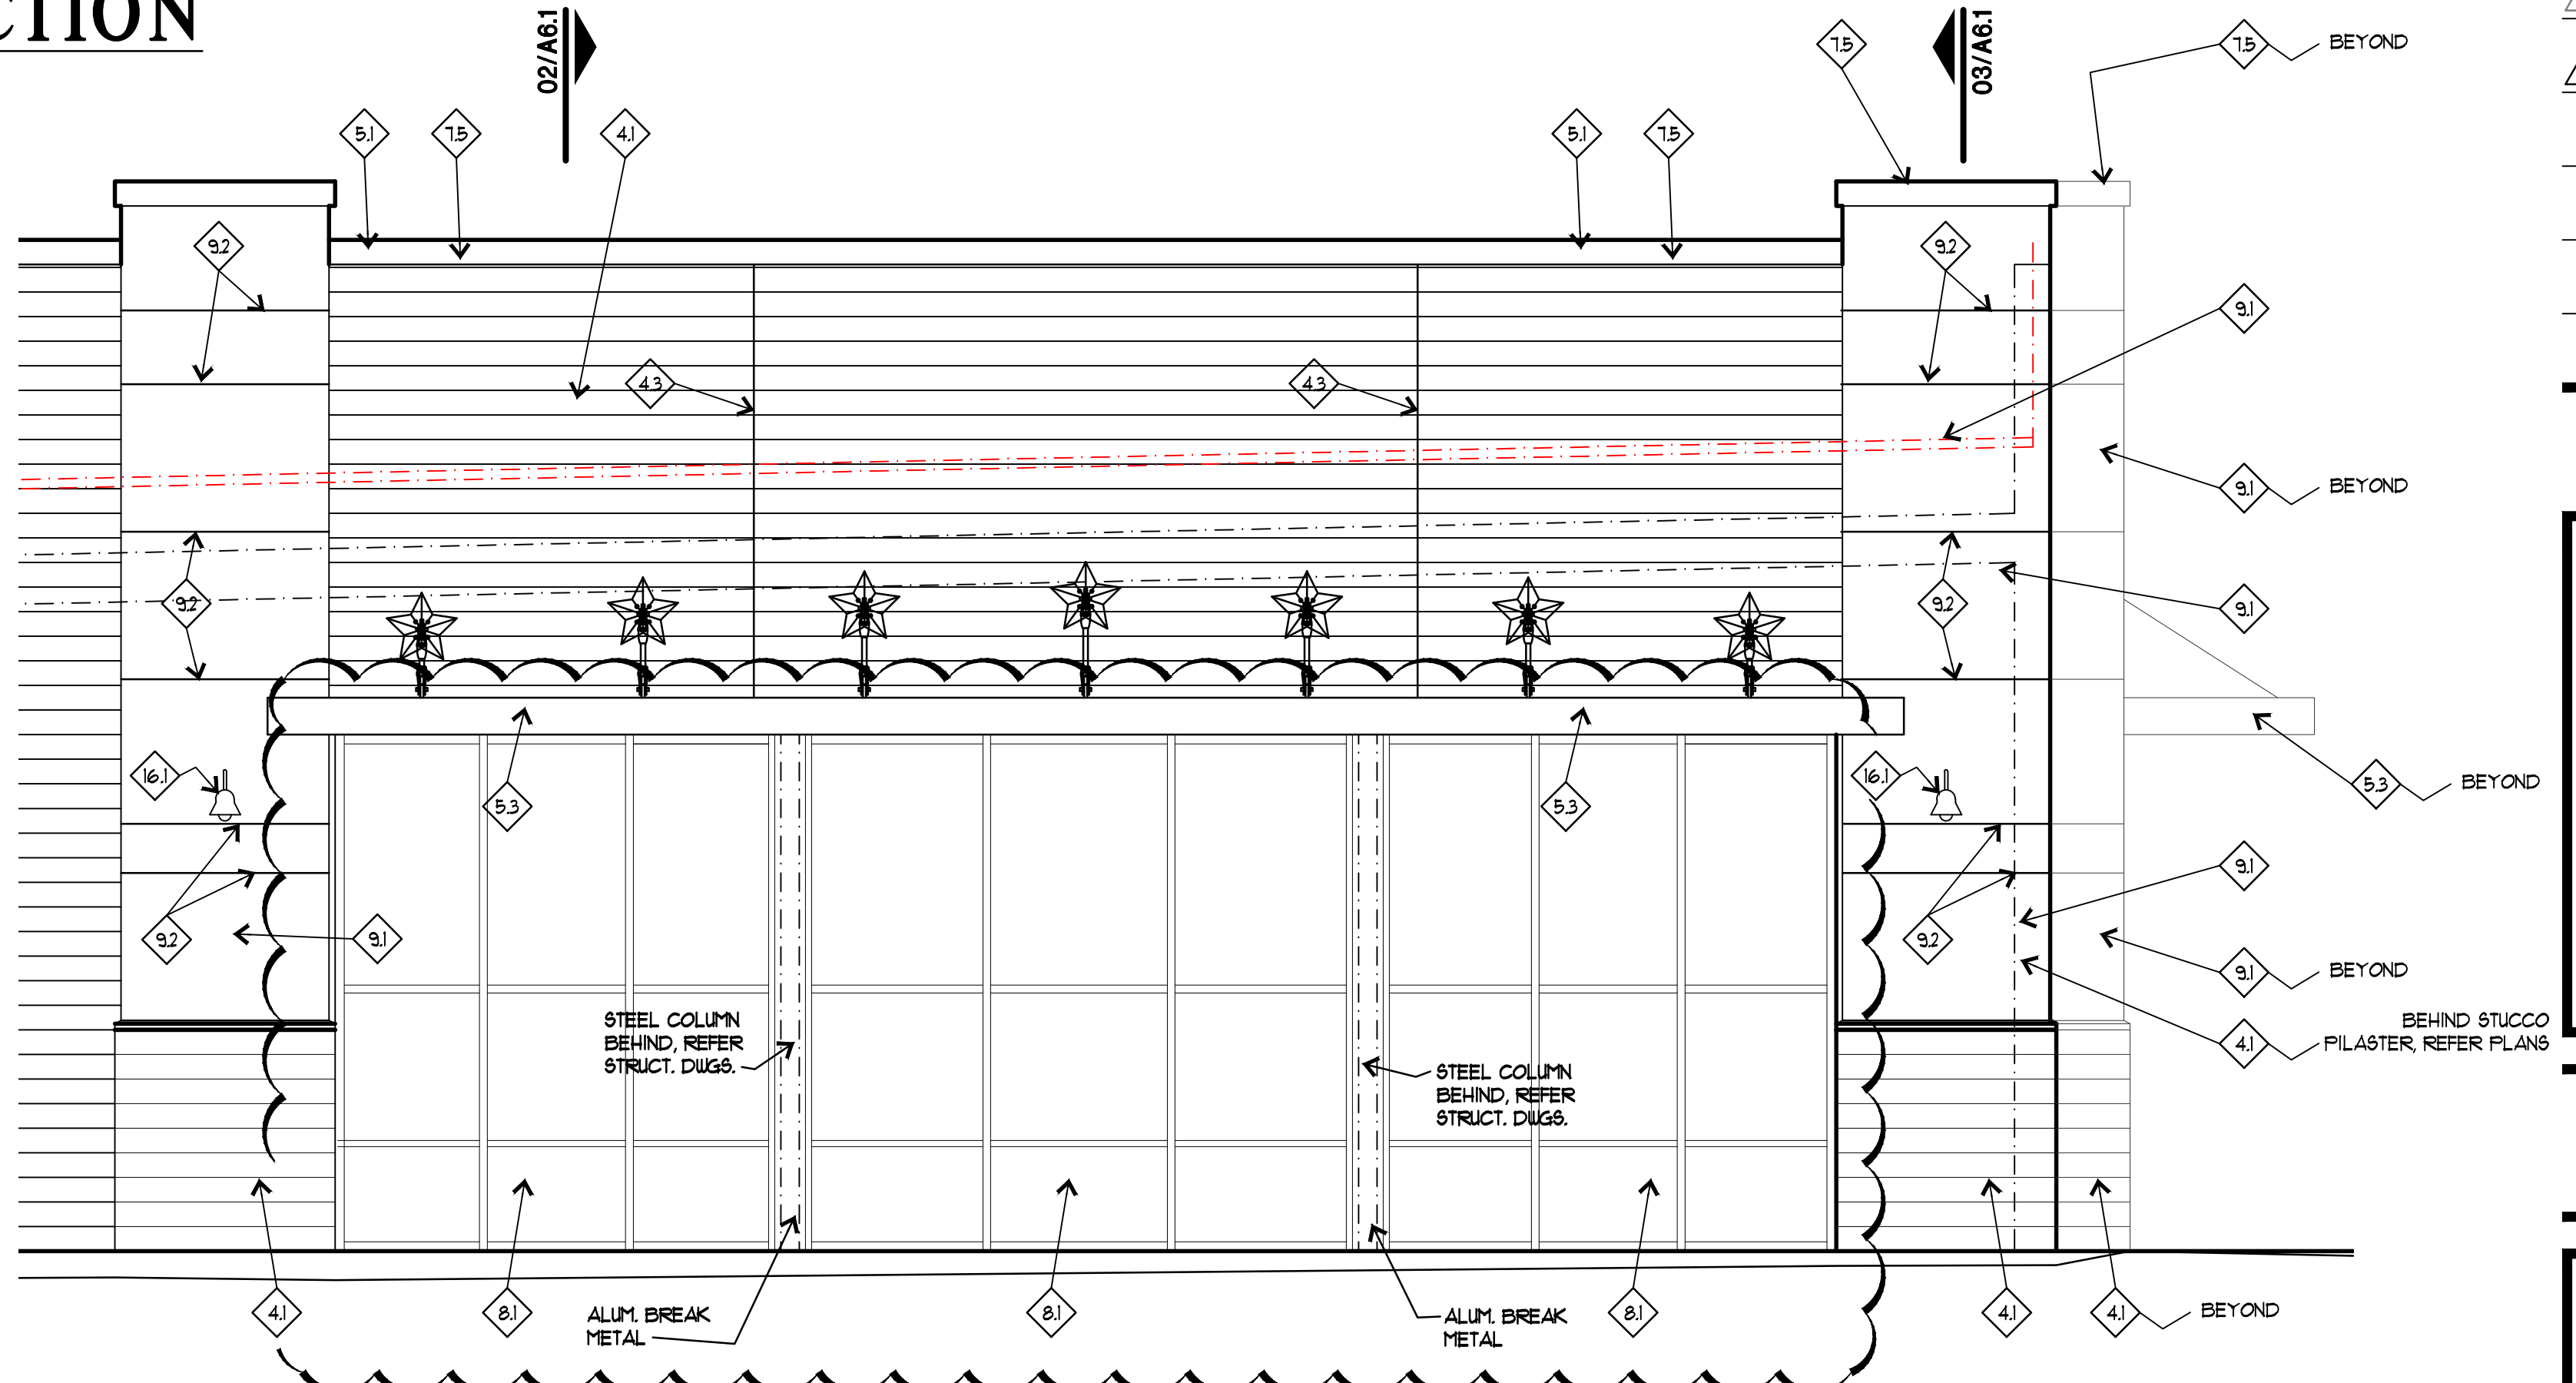 CTION
02/A6.1
03/A6.1
7.5
7.5 BEYOND
5.1
7.5
4.1
5.1
7.5
9.2
9.2
9.1
4.3
4.3
9.1 BEYOND
9.2
9.2
9.1
16.1
5.3
5.3
16.1
5.3 BEYOND
9.1
9.2
9.1
9.2
9.1 BEYOND
STEEL COLUMN
BEHIND, REFER
STRUCT. DWGS.
STEEL COLUMN
BEHIND, REFER
STRUCT. DWGS.
BEHIND STUCCO
4.1 PILASTER, REFER PLANS
4.1
8.1
ALUM. BREAK
METAL
8.1
ALUM. BREAK
METAL
8.1
4.1
4.1 BEYOND